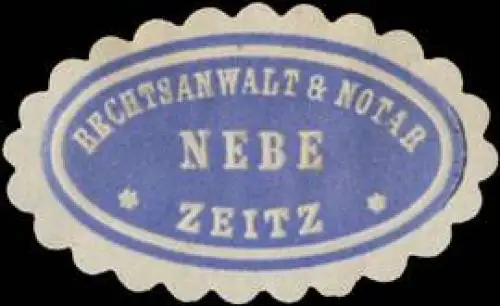 RECHTSANWALT & NOTAR
NEBE
* ZEITZ *